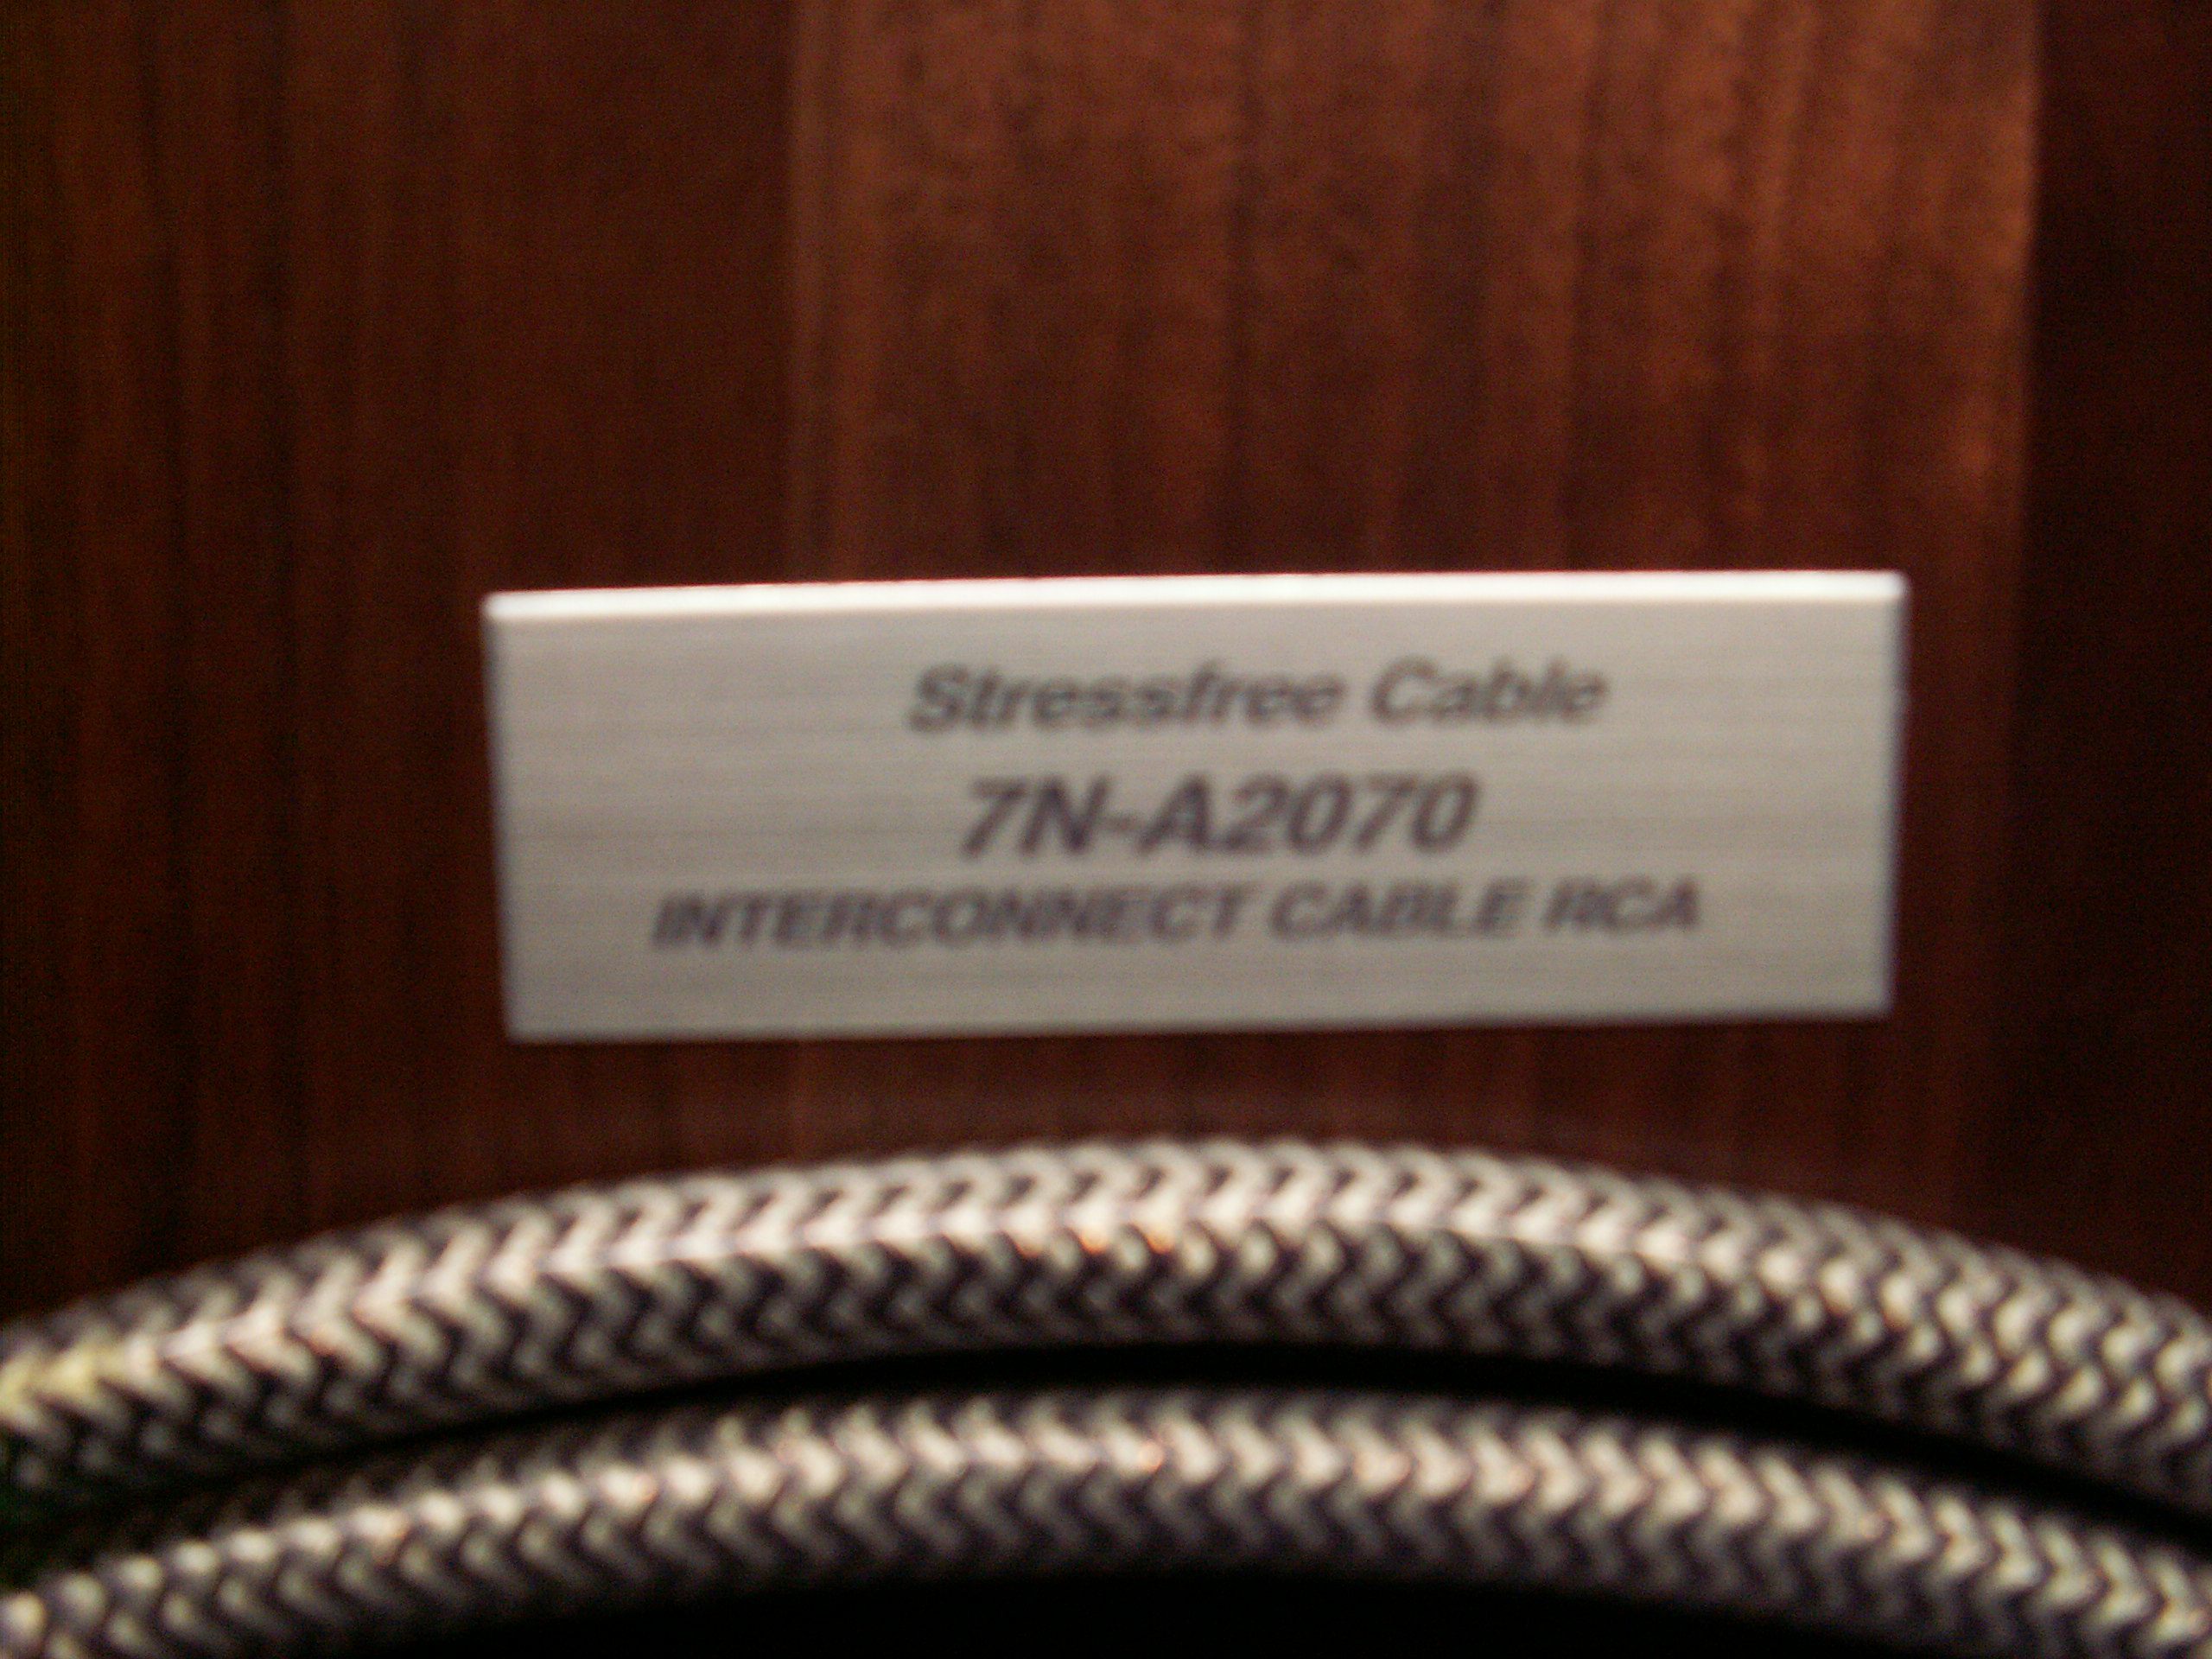 Stressfree Cable
7N-A2070
INTERCONNECT CABLE RCA